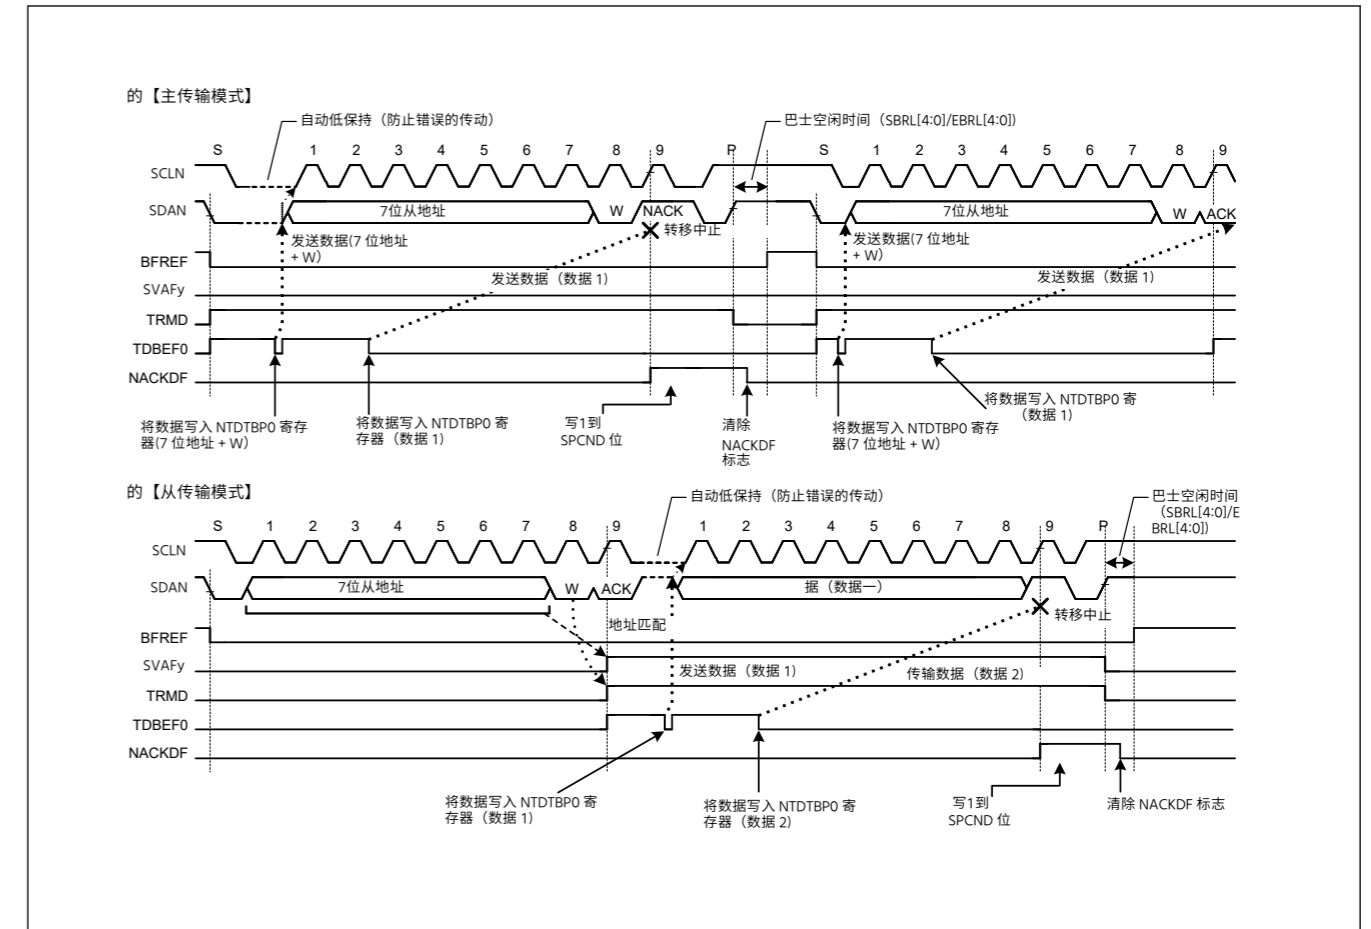 的【主传输模式】
自动低保持（防止错误的传动）
巴士空闲时间（SBRL[4:0]/EBRL[4:0]）
S 1 2 3 4 5 6 7 8 9 P S 1 2 3 4 5 6 7 8 9
SCLN
SDAN 7位从地址 W NACK 7位从地址 W ACK
转移中止
发送数据(7 位地址
+ W）
发送数据(7 位地址
+ W）
BFREF
发送数据（数据 1）
发送数据（数据 1）
SVAFy
TRMD
TDBEF0
NACKDF
将数据写入 NTDTBP0 寄存
器(7 位地址 + W）
将数据写入 NTDTBP0 寄
存器（数据 1）
写1到
SPCND 位
清除
NACKDF
标志
将数据写入 NTDTBP0 寄存
器(7 位地址 + W）
将数据写入 NTDTBP0 寄
（数据 1）
的【从传输模式】
自动低保持（防止错误的传动）
巴士空闲时间
（SBRL[4:0]/E
BRL[4:0]）
S 1 2 3 4 5 6 7 8 9 1 2 3 4 5 6 7 8 9 P
SCLN
SDAN 7位从地址 W ACK 据（数据一）
转移中止
地址匹配
BFREF
SVAFy
发送数据（数据 1）
传输数据（数据 2）
TRMD
TDBEF0
NACKDF
将数据写入 NTDTBP0 寄
存器（数据 1）
将数据写入 NTDTBP0 寄
存器（数据 2）
写1到
SPCND 位
清除 NACKDF 标志